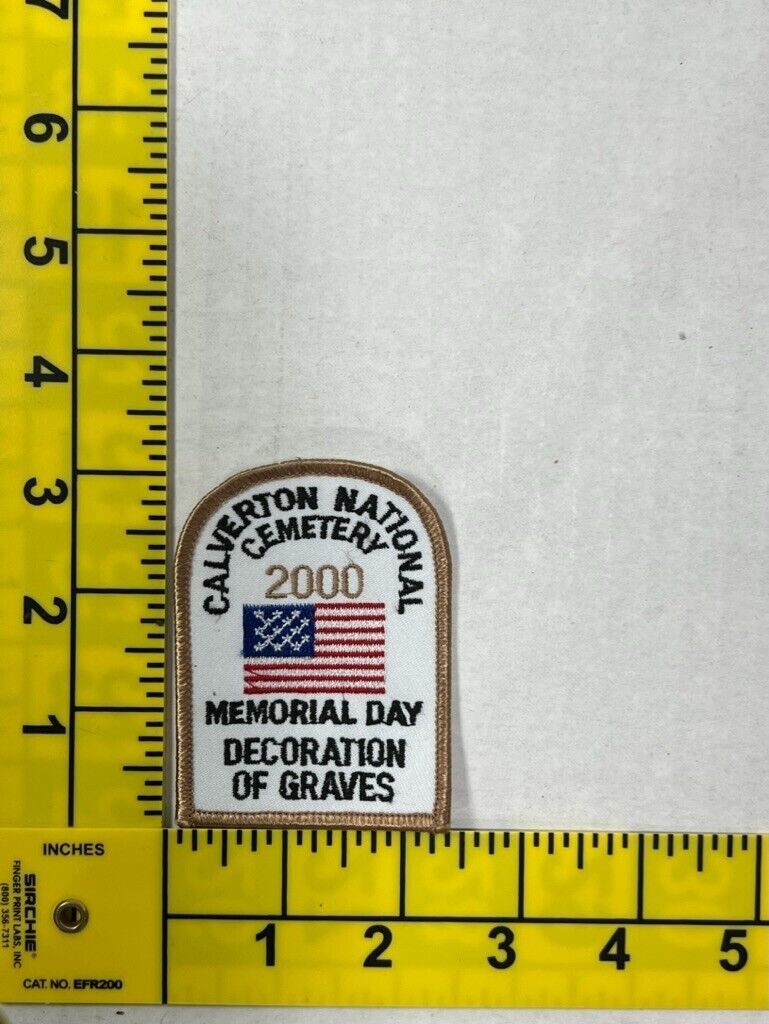 7
6
5
4
3
2
1
CALVERTON NATIONAL
CEMETERY
2000
MEMORIAL DAY
DECORATION
OF GRAVES
INCHES
SIRCHIE®
FINGER PRINT LABS, INC
(800) 356-7311
CAT. NO. EFR200
1 2 3 4 5